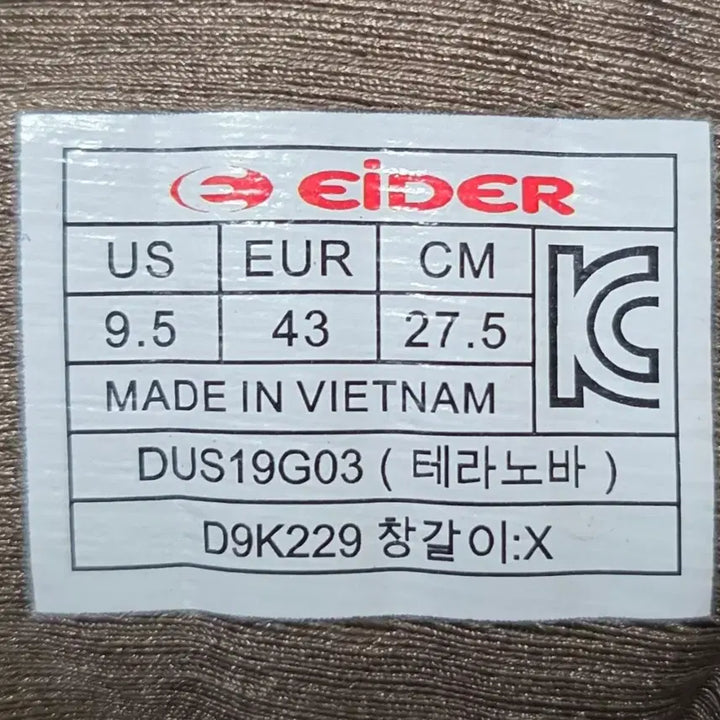 EiDER
US EUR CM
9.5 43 27.5
KC
MADE IN VIETNAM
DUS19G03 ( 테라노바 )
D9K229 창갈이:X